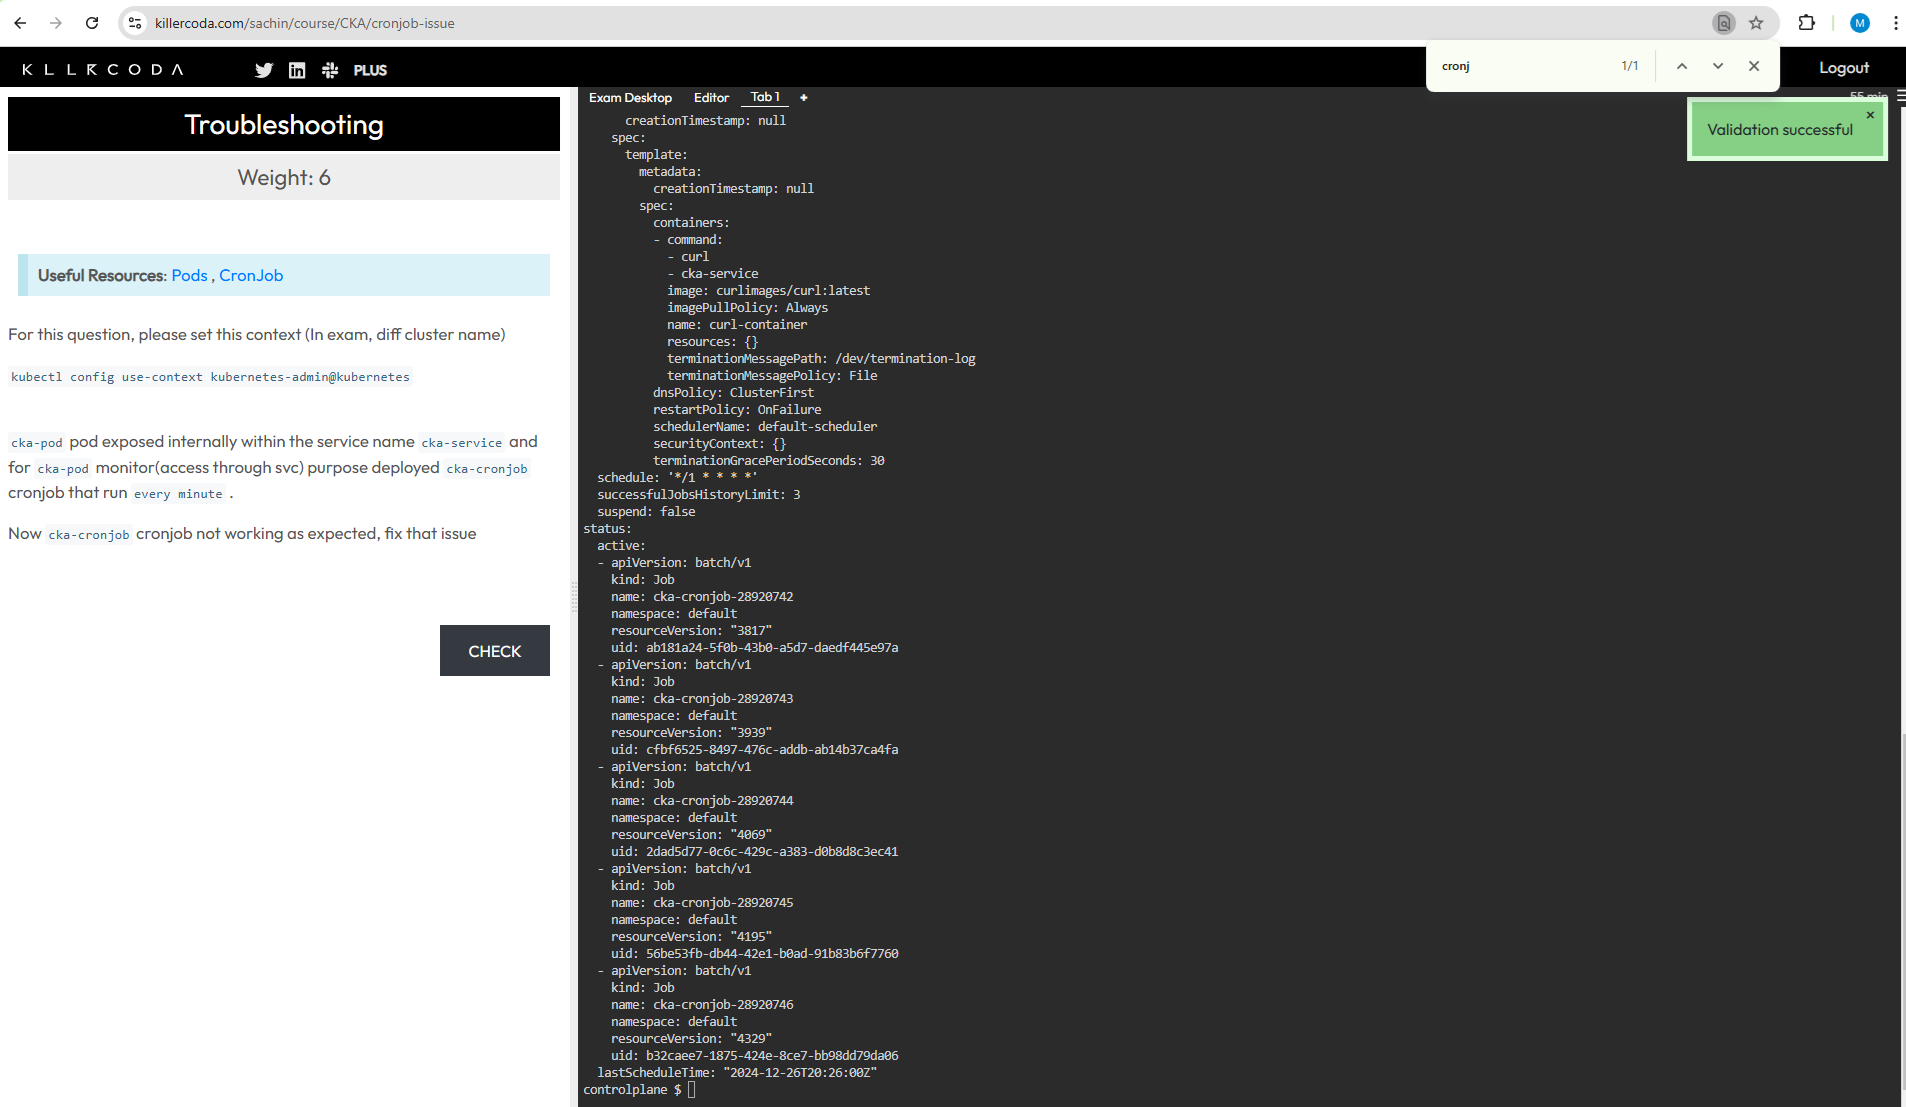 killercoda.com/sachin/course/CKA/cronjob-issue
M
cronj
1/1
KLLRCODA
PLUS
Logout
Troubleshooting
Weight: 6
Useful Resources: Pods , CronJob
For this question, please set this context (In exam, diff cluster name)
kubectl config use-context kubernetes-admin@kubernetes
cka-pod pod exposed internally within the service name cka-service and
for cka-pod monitor(access through svc) purpose deployed cka-cronjob
cronjob that run every minute .
Now cka-cronjob cronjob not working as expected, fix that issue
CHECK
Exam Desktop Editor Tab 1 +
55 min
Validation successful
creationTimestamp: null
spec:
template:
metadata:
creationTimestamp: null
spec:
containers:
- command:
- curl
- cka-service
image: curlimages/curl:latest
imagePullPolicy: Always
name: curl-container
resources: {}
terminationMessagePath: /dev/termination-log
terminationMessagePolicy: File
dnsPolicy: ClusterFirst
restartPolicy: OnFailure
schedulerName: default-scheduler
securityContext: {}
terminationGracePeriodSeconds: 30
schedule: '*/1 * * * *'
successfulJobsHistoryLimit: 3
suspend: false
status:
active:
- apiVersion: batch/v1
kind: Job
name: cka-cronjob-28920742
namespace: default
resourceVersion: "3817"
uid: ab181a24-5f0b-43b0-a5d7-daedf445e97a
- apiVersion: batch/v1
kind: Job
name: cka-cronjob-28920743
namespace: default
resourceVersion: "3939"
uid: cfbf6525-8497-476c-addb-ab14b37ca4fa
- apiVersion: batch/v1
kind: Job
name: cka-cronjob-28920744
namespace: default
resourceVersion: "4069"
uid: 2dad5d77-0c6c-429c-a383-d0b8d8c3ec41
- apiVersion: batch/v1
kind: Job
name: cka-cronjob-28920745
namespace: default
resourceVersion: "4195"
uid: 56be53fb-db44-42e1-b0ad-91b83b6f7760
- apiVersion: batch/v1
kind: Job
name: cka-cronjob-28920746
namespace: default
resourceVersion: "4329"
uid: b32caee7-1875-424e-8ce7-bb98dd79da06
lastScheduleTime: "2024-12-26T20:26:00Z"
controlplane $